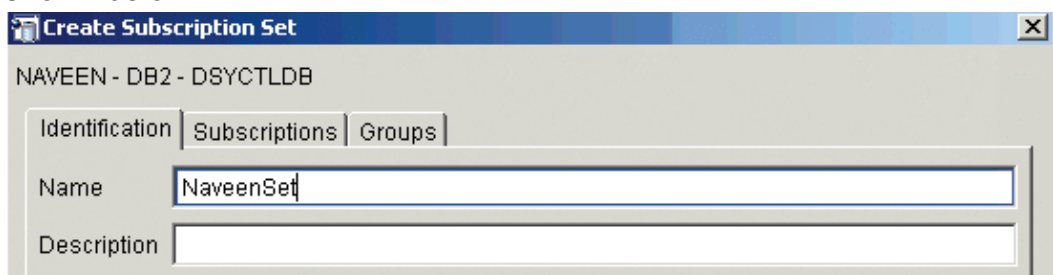 Create Subscription Set
NAVEEN - DB2 - DSYCTLDB
Identification Subscriptions Groups
Name NaveenSet
Description